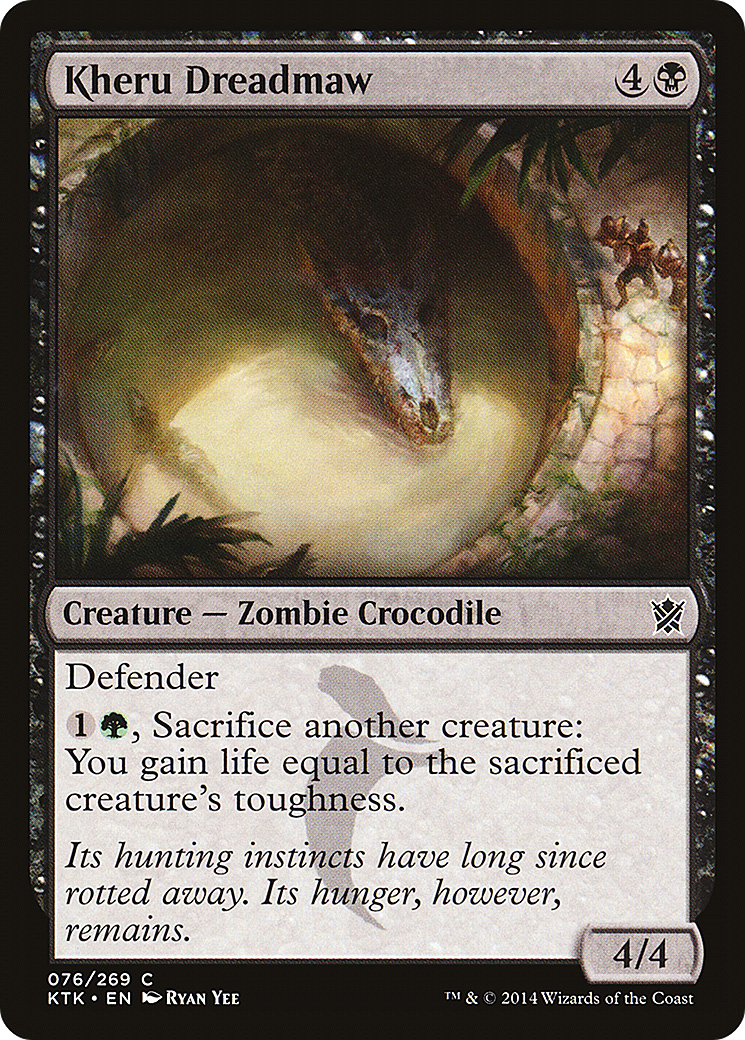 Kheru Dreadmaw 4
Creature — Zombie Crocodile
Defender
1, Sacrifice another creature:
You gain life equal to the sacrificed
creature's toughness.
Its hunting instincts have long since
rotted away. Its hunger, however,
remains.
4/4
076/269 C
KTK • EN Ryan Yee
™ & © 2014 Wizards of the Coast